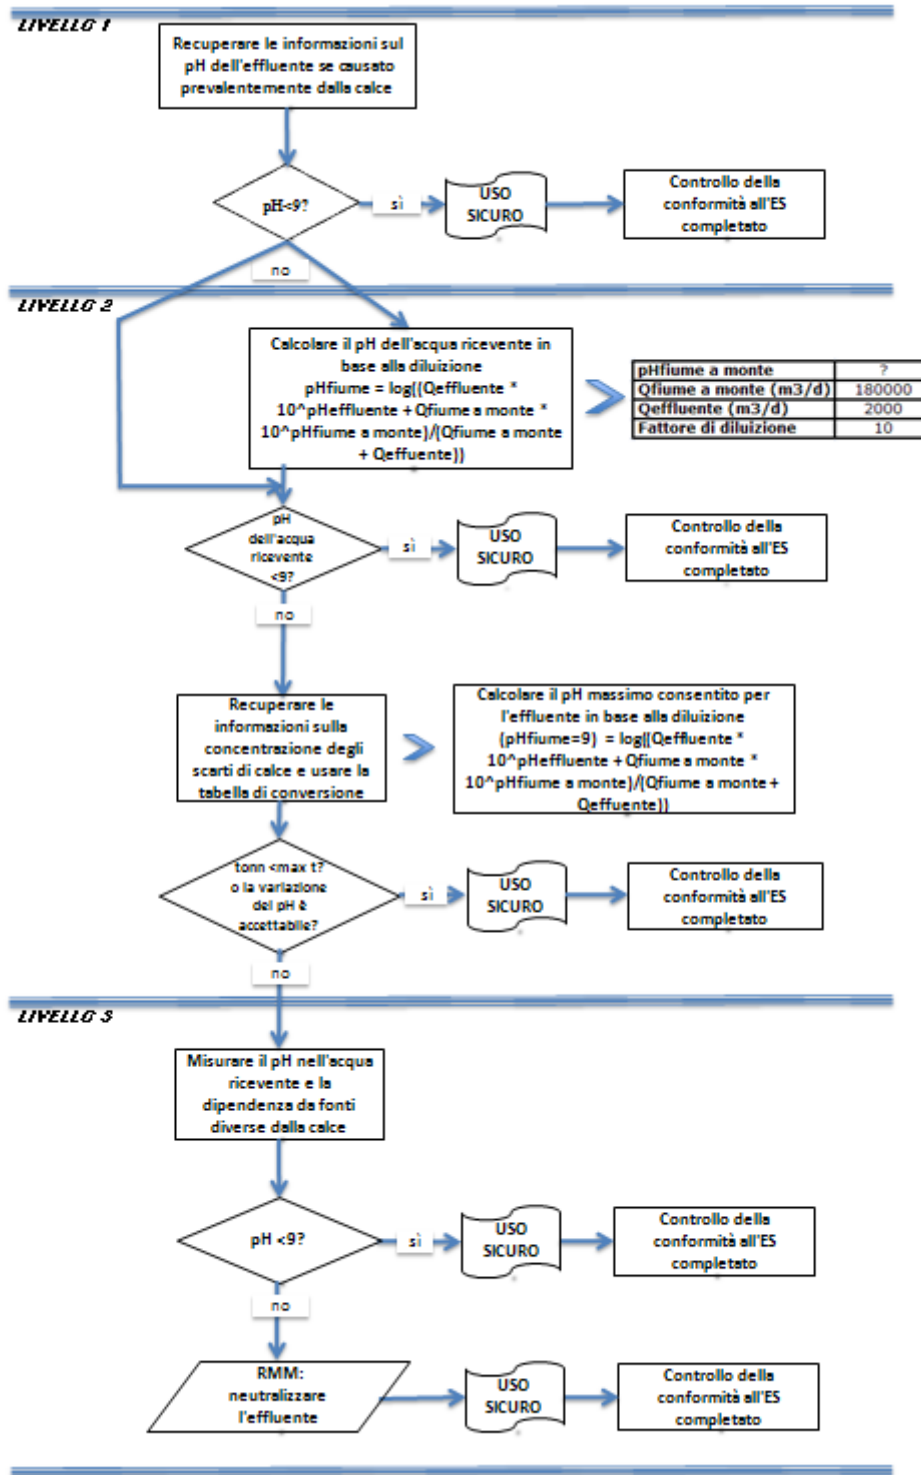 LIVELLO 1
Recuperare le informazioni sul
pH dell'effluente se causato
prevalentemente dalla calce
pH<9?
sì
USO
SICURO
Controllo della
conformità all'ES
completato
no
LIVELLO 2
Calcolare il pH dell'acqua ricevente in
base alla diluizione
pHfiume = log((Qeffluente *
10^pHeffluente + Qfiume a monte *
10^pHfiume a monte)/(Qfiume a monte
+ Qeffuente))
pHfiume a monte ?
Qfiume a monte (m3/d) 180000
Qeffluente (m3/d) 2000
Fattore di diluizione 10
pH
dell'acqua
ricevente
<9?
sì
USO
SICURO
Controllo della
conformità all'ES
completato
no
Recuperare le
informazioni sulla
concentrazione degli
scarti di calce e usare la
tabella di conversione
Calcolare il pH massimo consentito per
l'effluente in base alla diluizione
(pHfiume=9) = log((Qeffluente *
10^pHeffluente + Qfiume a monte *
10^pHfiume a monte)/(Qfiume a monte +
Qeffuente))
tonn <max t?
o la variazione
del pH è
accettabile?
sì
USO
SICURO
Controllo della
conformità all'ES
completato
no
LIVELLO 3
Misurare il pH nell'acqua
ricevente e la
dipendenza da fonti
diverse dalla calce
pH <9?
sì
USO
SICURO
Controllo della
conformità all'ES
completato
no
RMM:
neutralizzare
l'effluente
USO
SICURO
Controllo della
conformità all'ES
completato